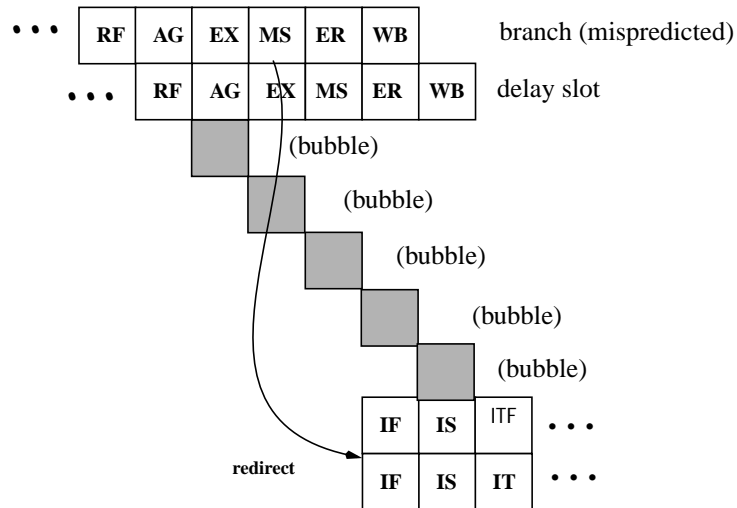 ••• RF AG EX MS ER WB branch (mispredicted)
••• RF AG EX MS ER WB delay slot
(bubble)
(bubble)
(bubble)
(bubble)
(bubble)
IF IS ITF •••
redirect
IF IS IT •••